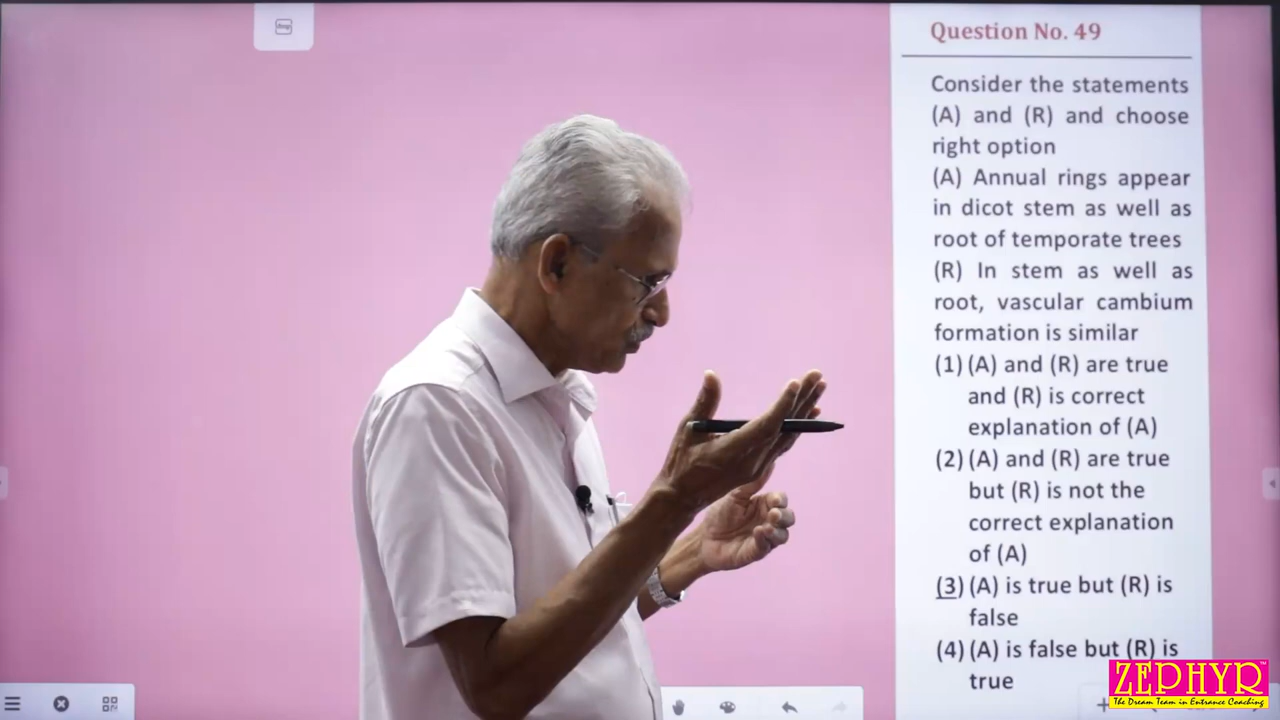 Question No. 49
Consider the statements
(A) and (R) and choose
right option
(A) Annual rings appear
in dicot stem as well as
root of temporate trees
(R) In stem as well as
root, vascular cambium
formation is similar
(1) (A) and (R) are true
and (R) is correct
explanation of (A)
(2) (A) and (R) are true
but (R) is not the
correct explanation
of (A)
(3) (A) is true but (R) is
false
(4) (A) is false but (R) is
true
ZEPHYR™
The Dream Team in Entrance Coaching